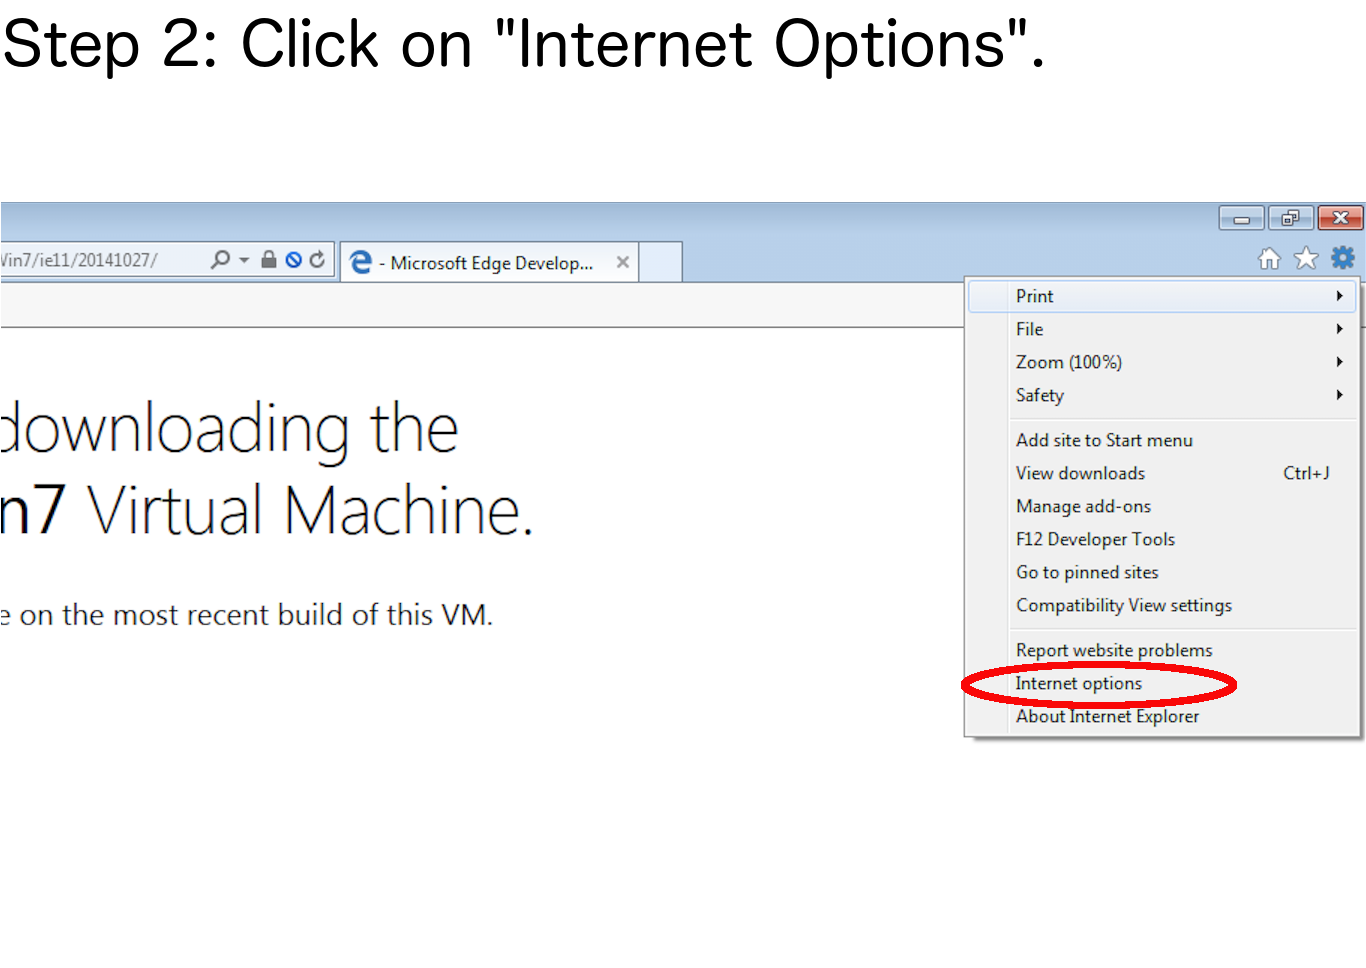 Step 2: Click on "Internet Options".
Win7/ie11/20141027/
- Microsoft Edge Develop...
Print
File
Zoom (100%)
Safety
Add site to Start menu
View downloads Ctrl+J
Manage add-ons
F12 Developer Tools
Go to pinned sites
Compatibility View settings
Report website problems
Internet options
About Internet Explorer
downloading the
n7 Virtual Machine.
e on the most recent build of this VM.